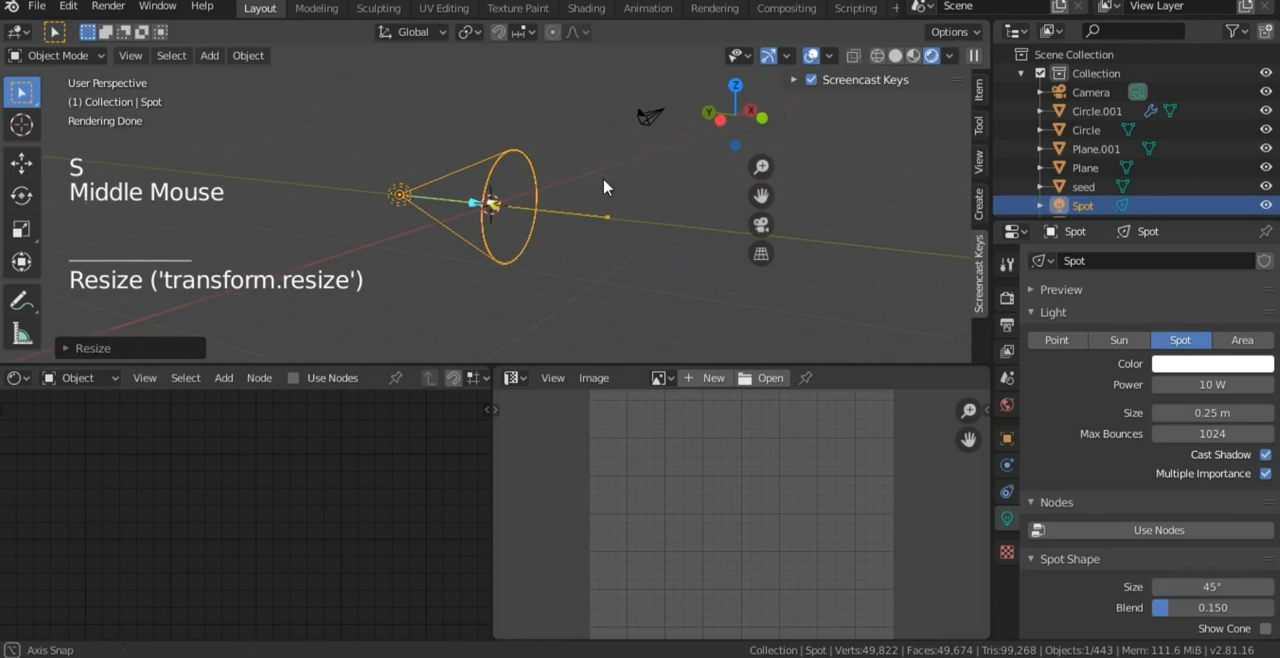 File Edit Render Window Help Layout Modeling Sculpting UV Editing Texture Paint Shading Animation Rendering Compositing Scripting + Scene View Layer
Global Options
Object Mode View Select Add Object
User Perspective
(1) Collection | Spot
Rendering Done
Screencast Keys
Z
Y
X
S
Middle Mouse
Resize ('transform.resize')
Resize
Item
Tool
View
Create
Screencast Keys
Scene Collection
Collection
Camera
Circle.001
Circle
Plane.001
Plane
seed
Spot
Spot Spot
Spot
Preview
Light
Point Sun Spot Area
Color
Power 10 W
Size 0.25 m
Max Bounces 1024
Cast Shadow
Multiple Importance
Nodes
Use Nodes
Spot Shape
Size 45°
Blend 0.150
Show Cone
Object View Select Add Node Use Nodes
View Image New Open
Axis Snap
Collection | Spot | Verts:49,822 | Faces:49,674 | Tris:99,268 | Objects:1/443 | Mem: 111.6 MiB | v2.81.16